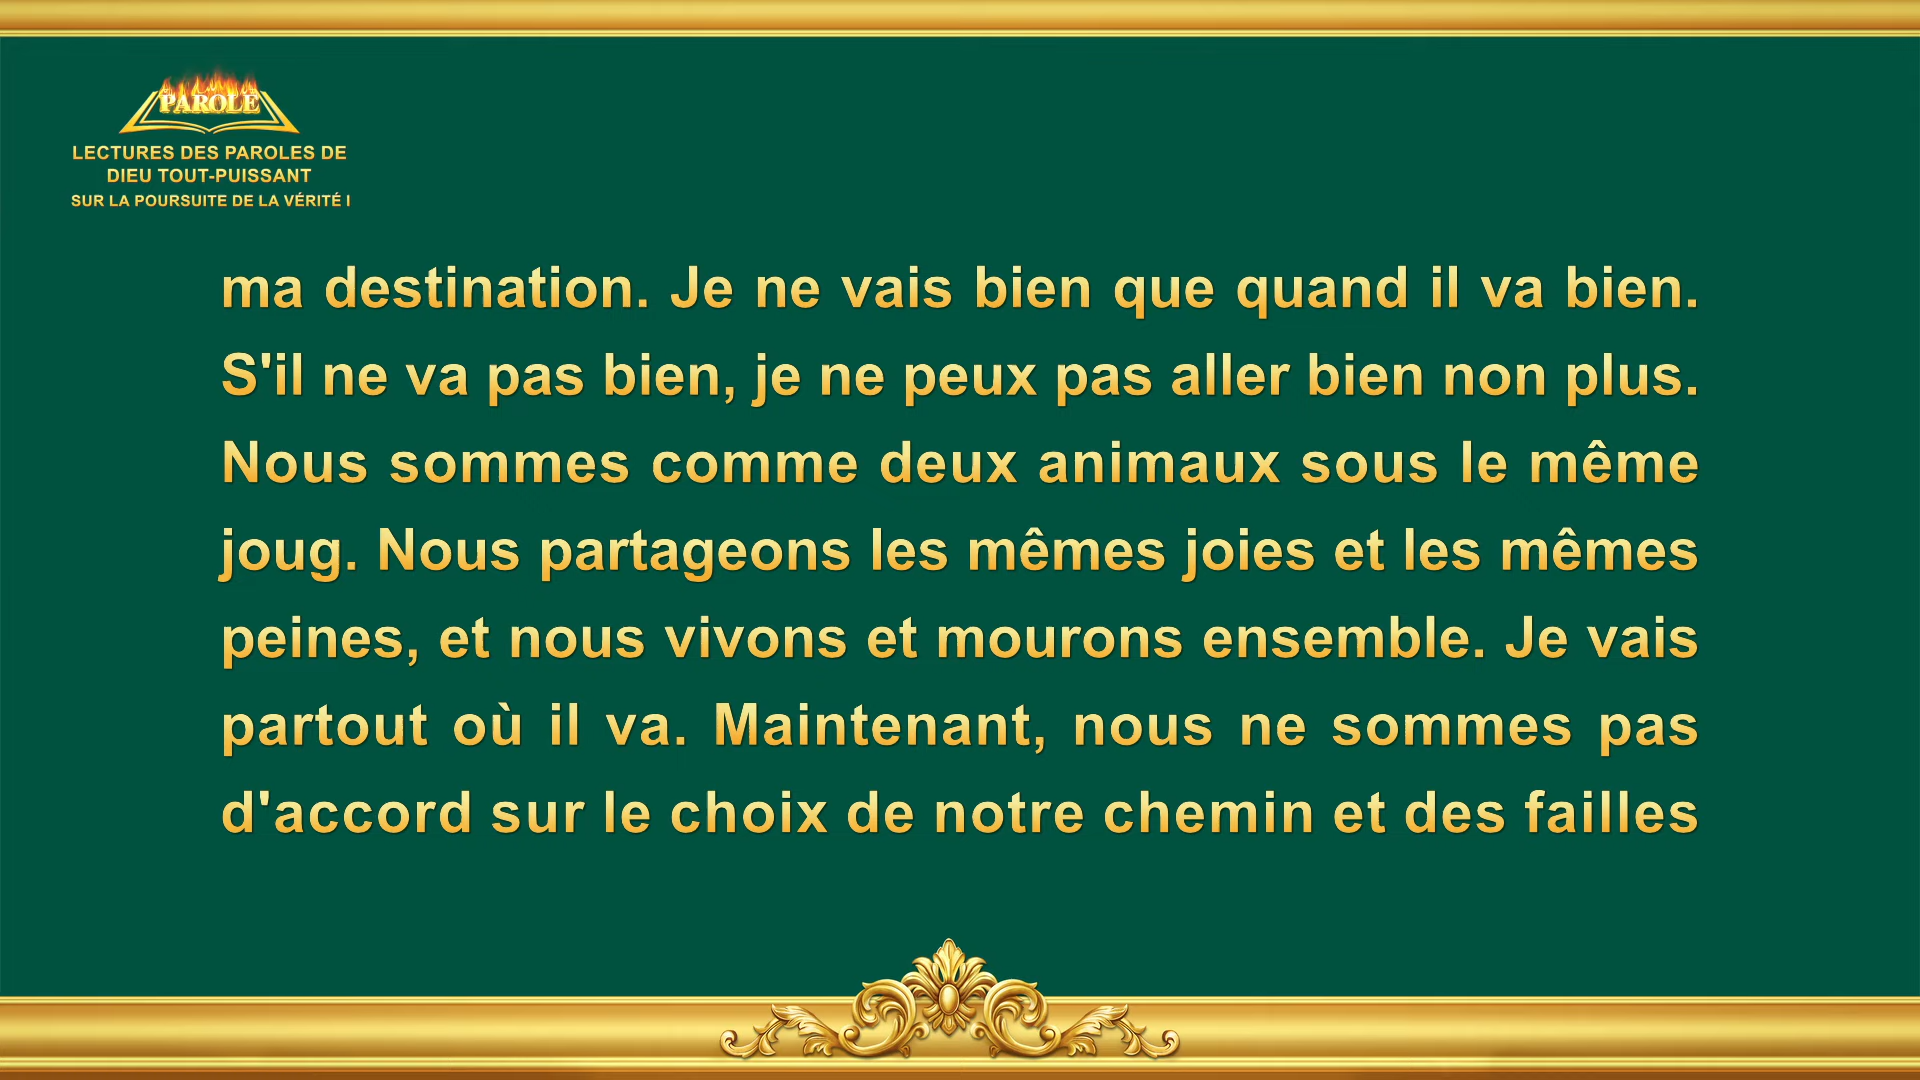 PAROLE
LECTURES DES PAROLES DE
DIEU TOUT-PUISSANT
SUR LA POURSUITE DE LA VÉRITÉ I
ma destination. Je ne vais bien que quand il va bien.
S'il ne va pas bien, je ne peux pas aller bien non plus.
Nous sommes comme deux animaux sous le même
joug. Nous partageons les mêmes joies et les mêmes
peines, et nous vivons et mourons ensemble. Je vais
partout où il va. Maintenant, nous ne sommes pas
d'accord sur le choix de notre chemin et des failles